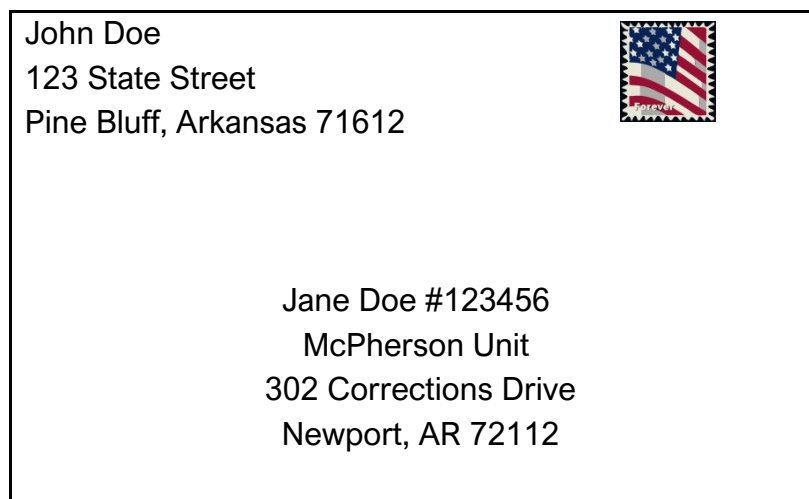 John Doe
123 State Street
Pine Bluff, Arkansas 71612
Forever
Jane Doe #123456
McPherson Unit
302 Corrections Drive
Newport, AR 72112